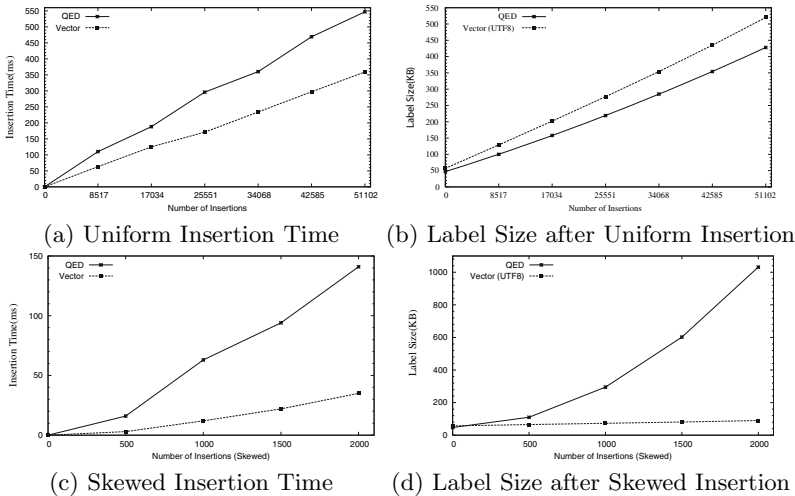 550
500
450
400
350
300
250
200
150
100
50
0
Insertion Time(ms)
QED
Vector
0 8517 17034 25551 34068 42585 51102
Number of Insertions
(a) Uniform Insertion Time
550
500
450
400
350
300
250
200
150
100
50
0
Label Size(KB)
QED
Vector (UTF8)
0 8517 17034 25551 34068 42585 51102
Number of Insertions
(b) Label Size after Uniform Insertion
150
100
50
0
Insertion Time(ms)
QED
Vector
0 500 1000 1500 2000
Number of Insertions (Skewed)
(c) Skewed Insertion Time
1000
800
600
400
200
0
Label Size(KB)
QED
Vector (UTF8)
0 500 1000 1500 2000
Number of Insertions (Skewed)
(d) Label Size after Skewed Insertion